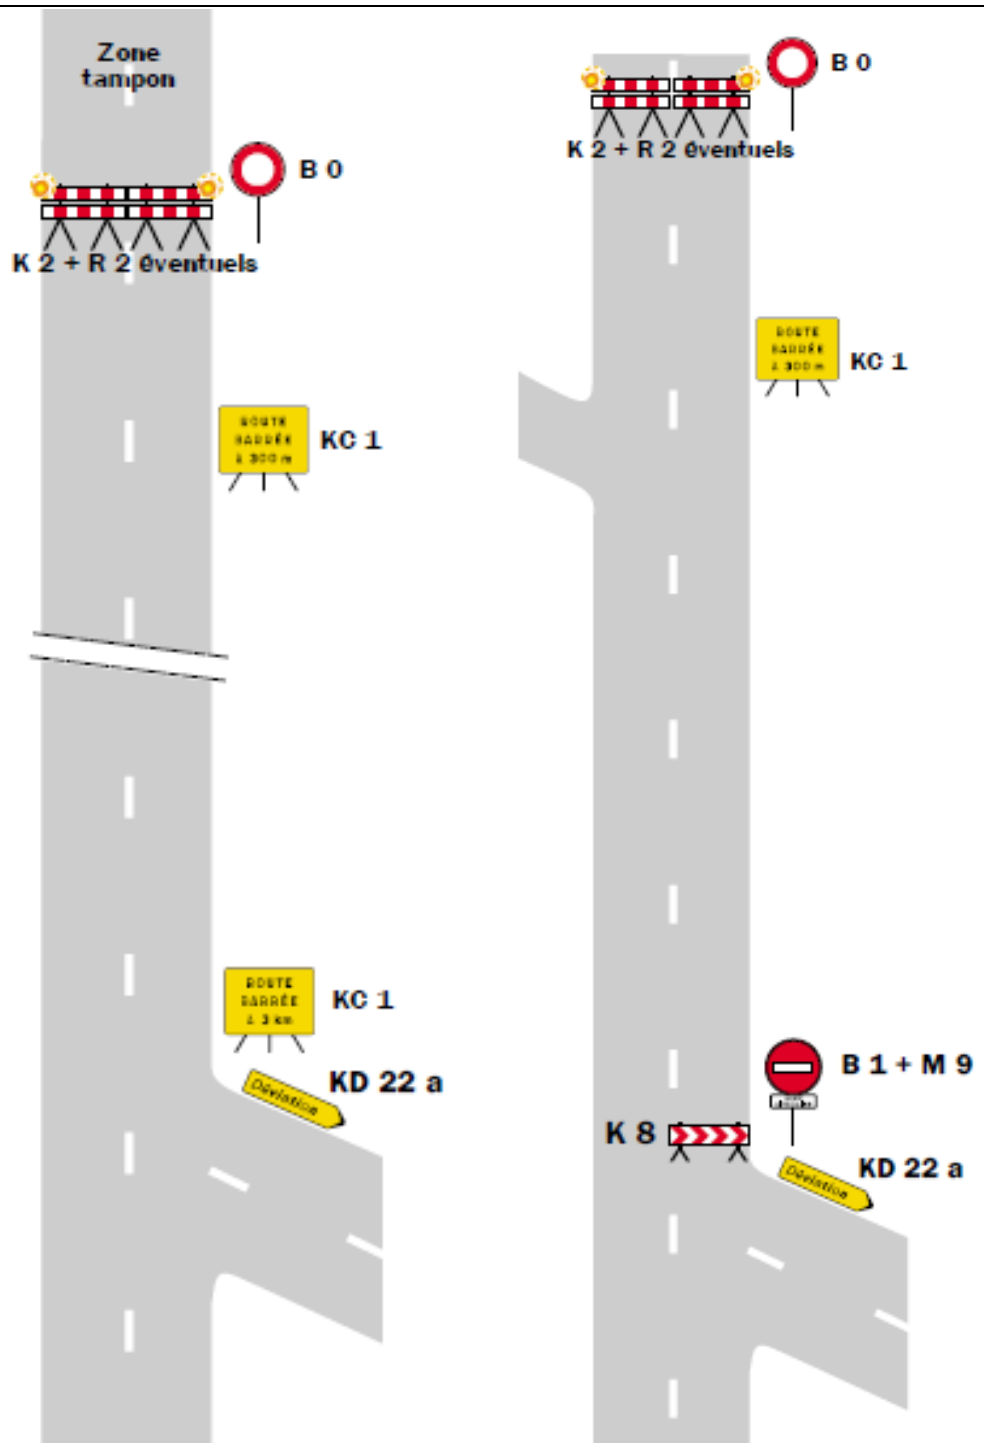 Zone
tampon
B 0
K 2 + R 2 éventuels
ROUTE
BARRÉE
à 300 m
KC 1
ROUTE
BARRÉE
à 3 km
KC 1
Déviation
KD 22 a
B 0
K 2 + R 2 éventuels
ROUTE
BARRÉE
à 300 m
KC 1
B 1 + M 9
K 8
Déviation
KD 22 a